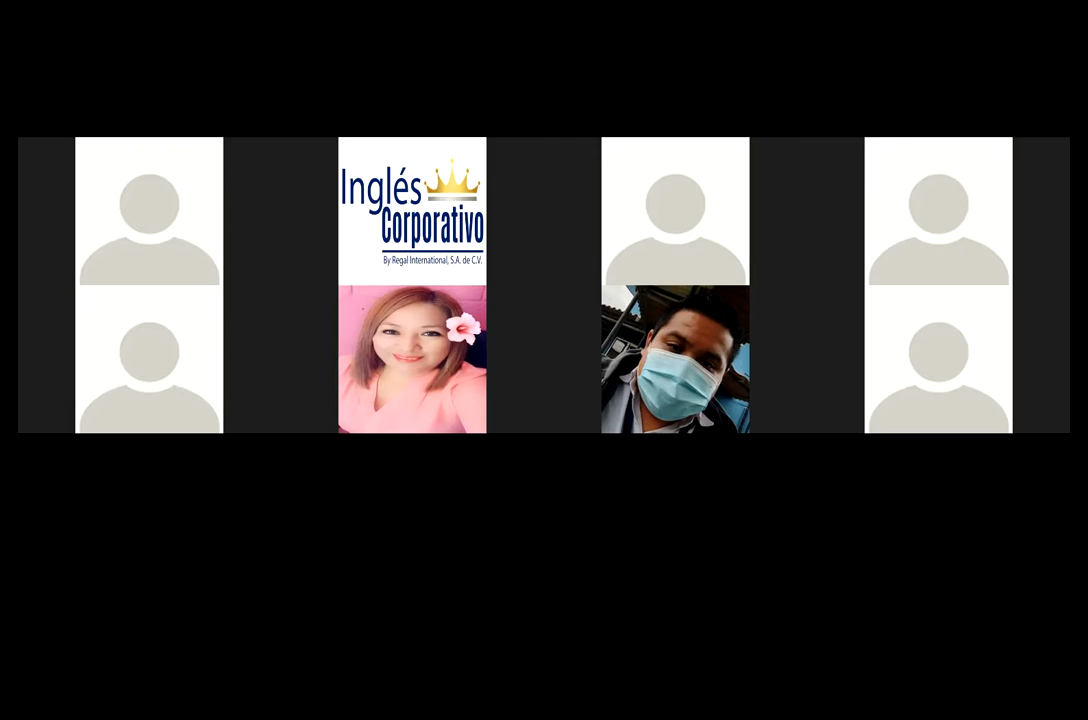 Inglés
Corporativo
By Regal International, S.A. de C.V.